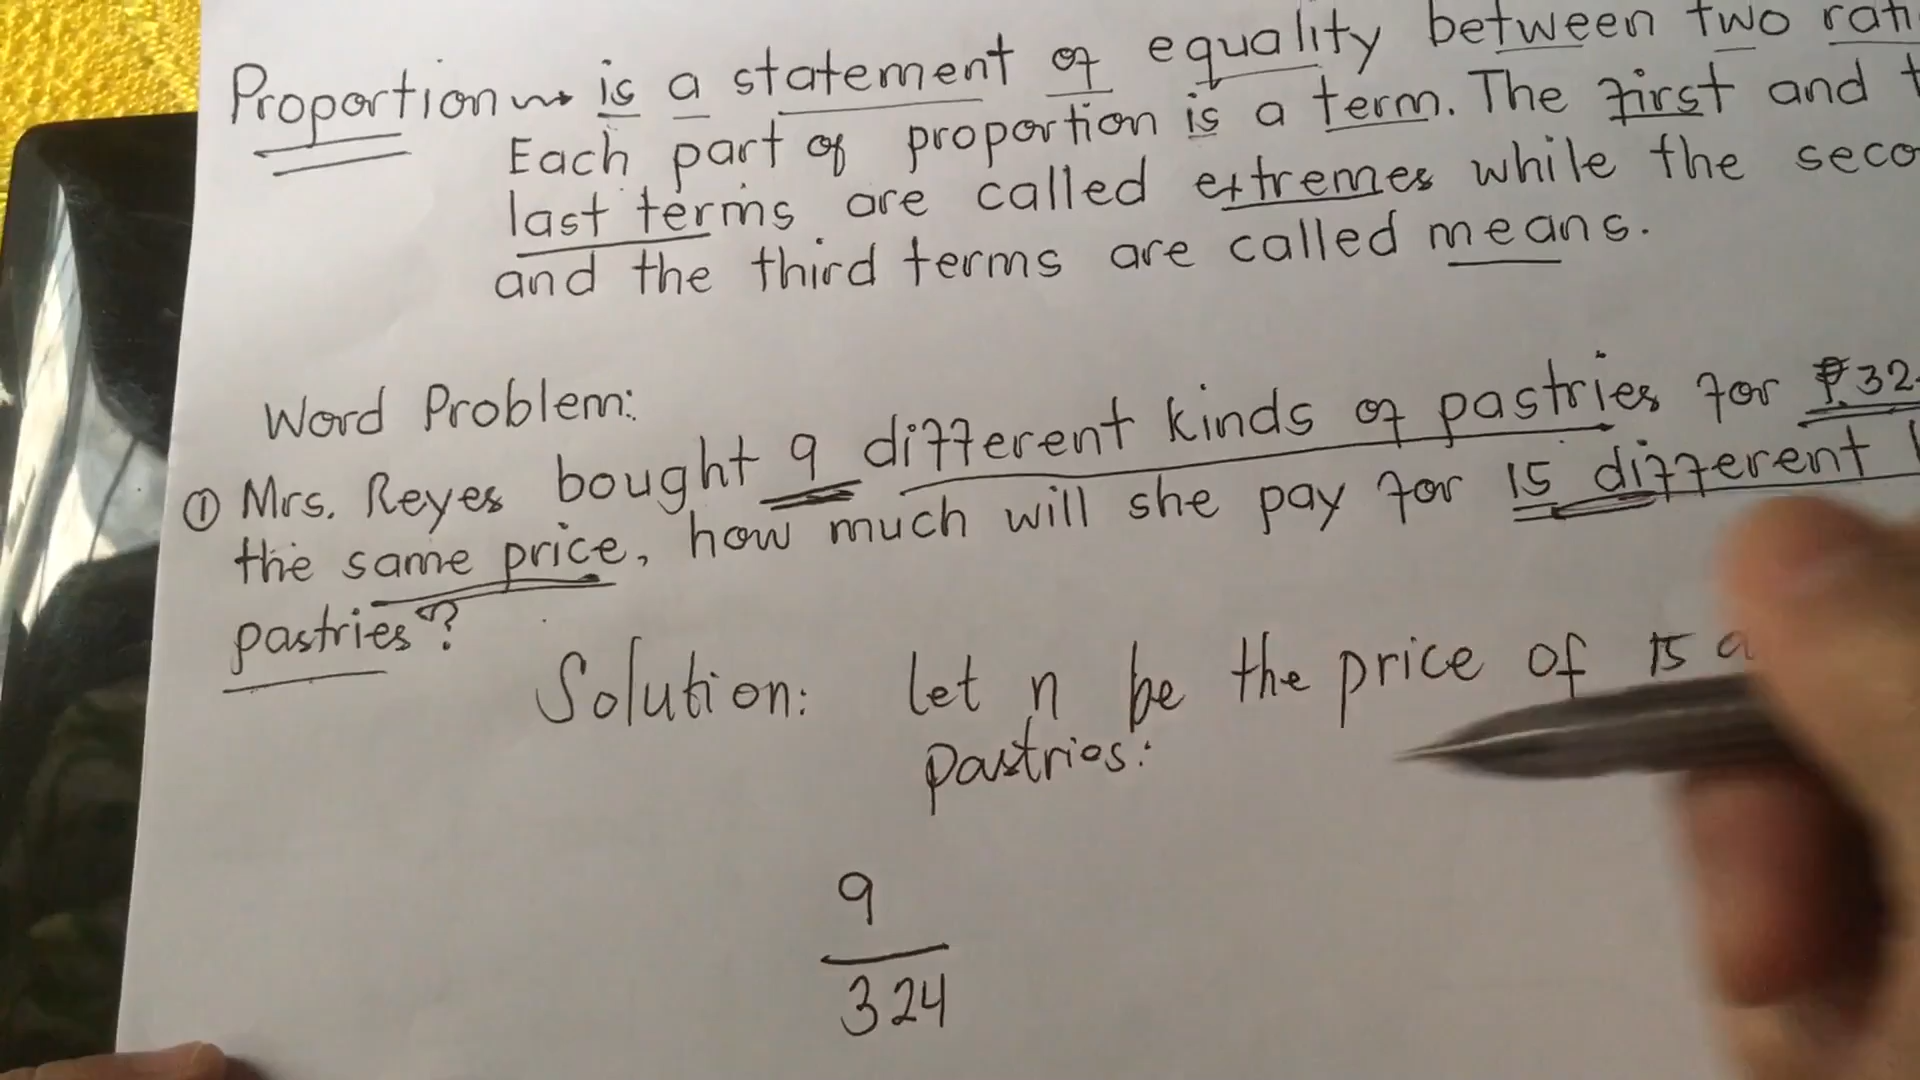 Proportion is a statement of equality between two rati
Each part of proportion is a term. The first and t
last terms are called extremes while the seco
and the third terms are called means.
Word Problem:
① Mrs. Reyes bought 9 different kinds of pastries for ₱32
the same price, how much will she pay for 15 different
pastries?
Solution: let n be the price of 15
pastries:
9
324